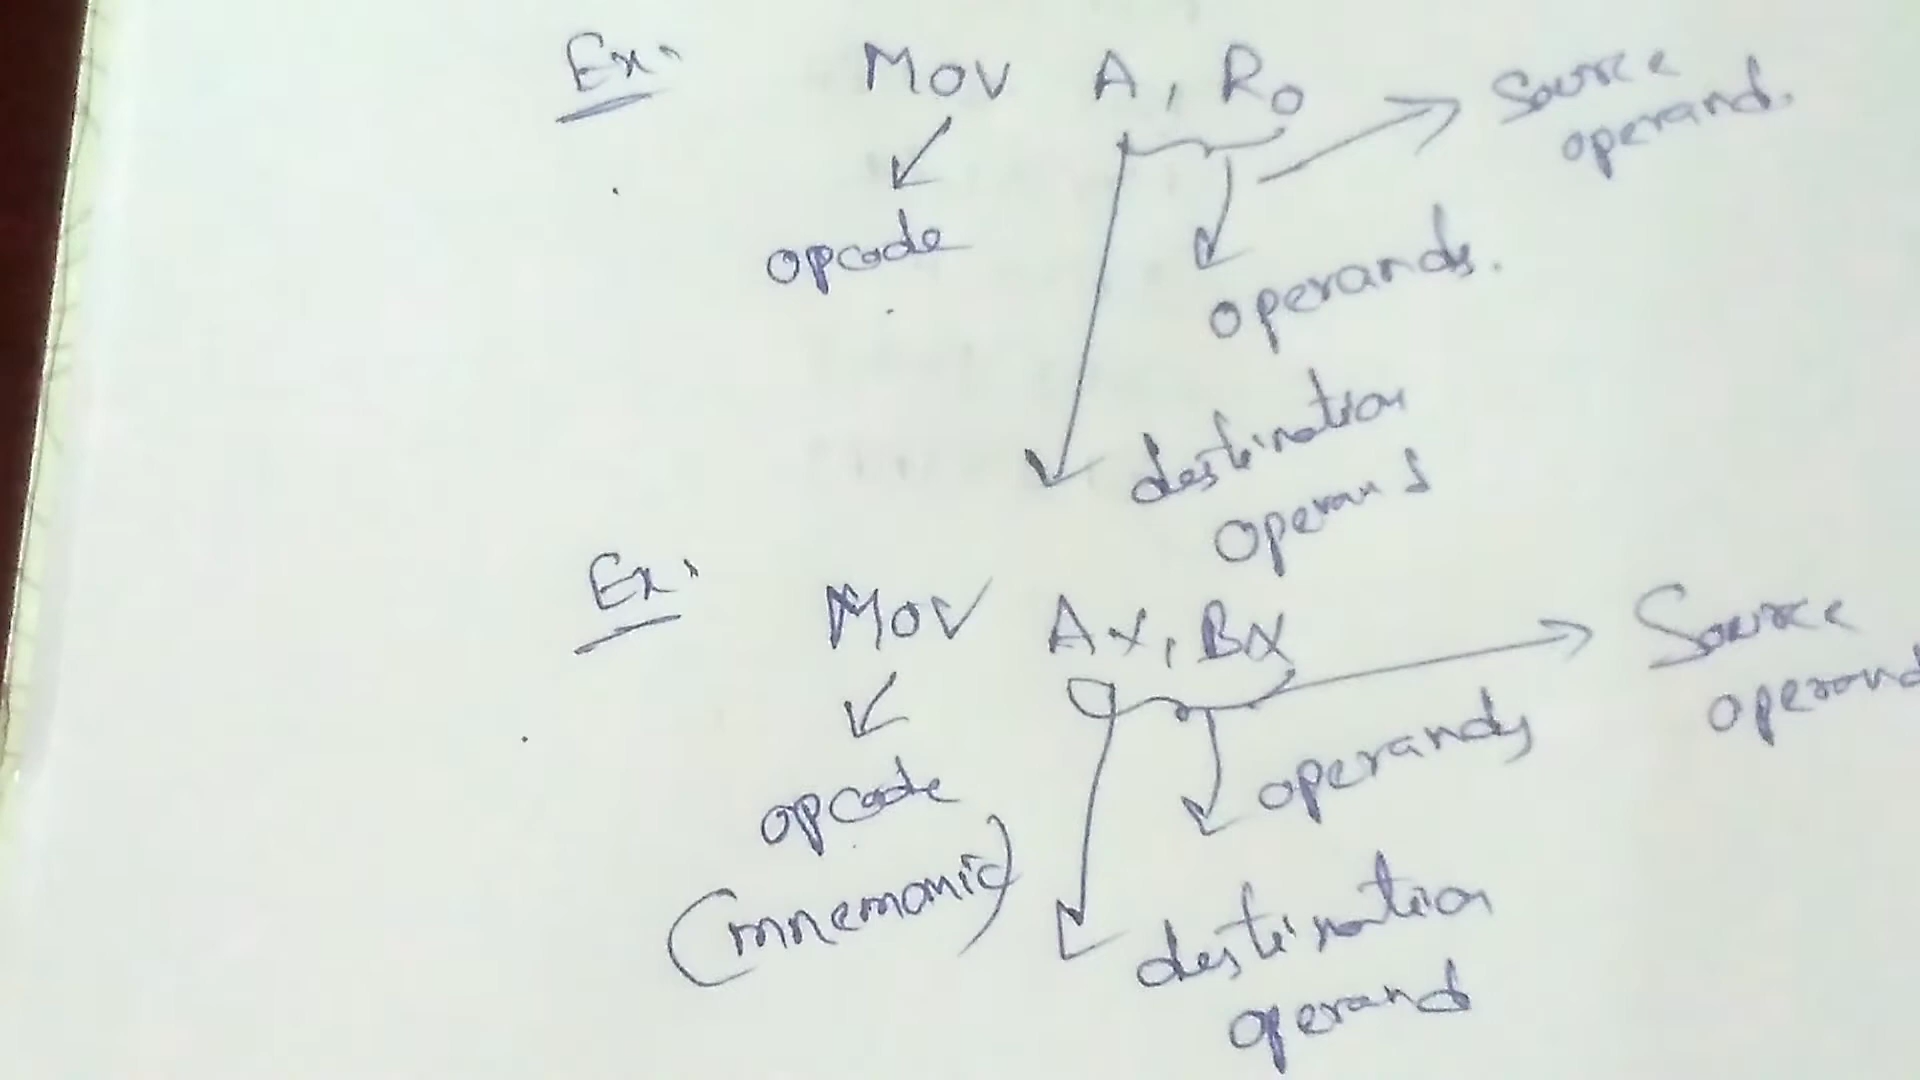 Ex:
MOV A, R0
Source
operand.
opcode
operands.
destination
operand
Ex:
MOV AX, BX
Source
operand
operands
opcode
(mnemonic)
destination
operand